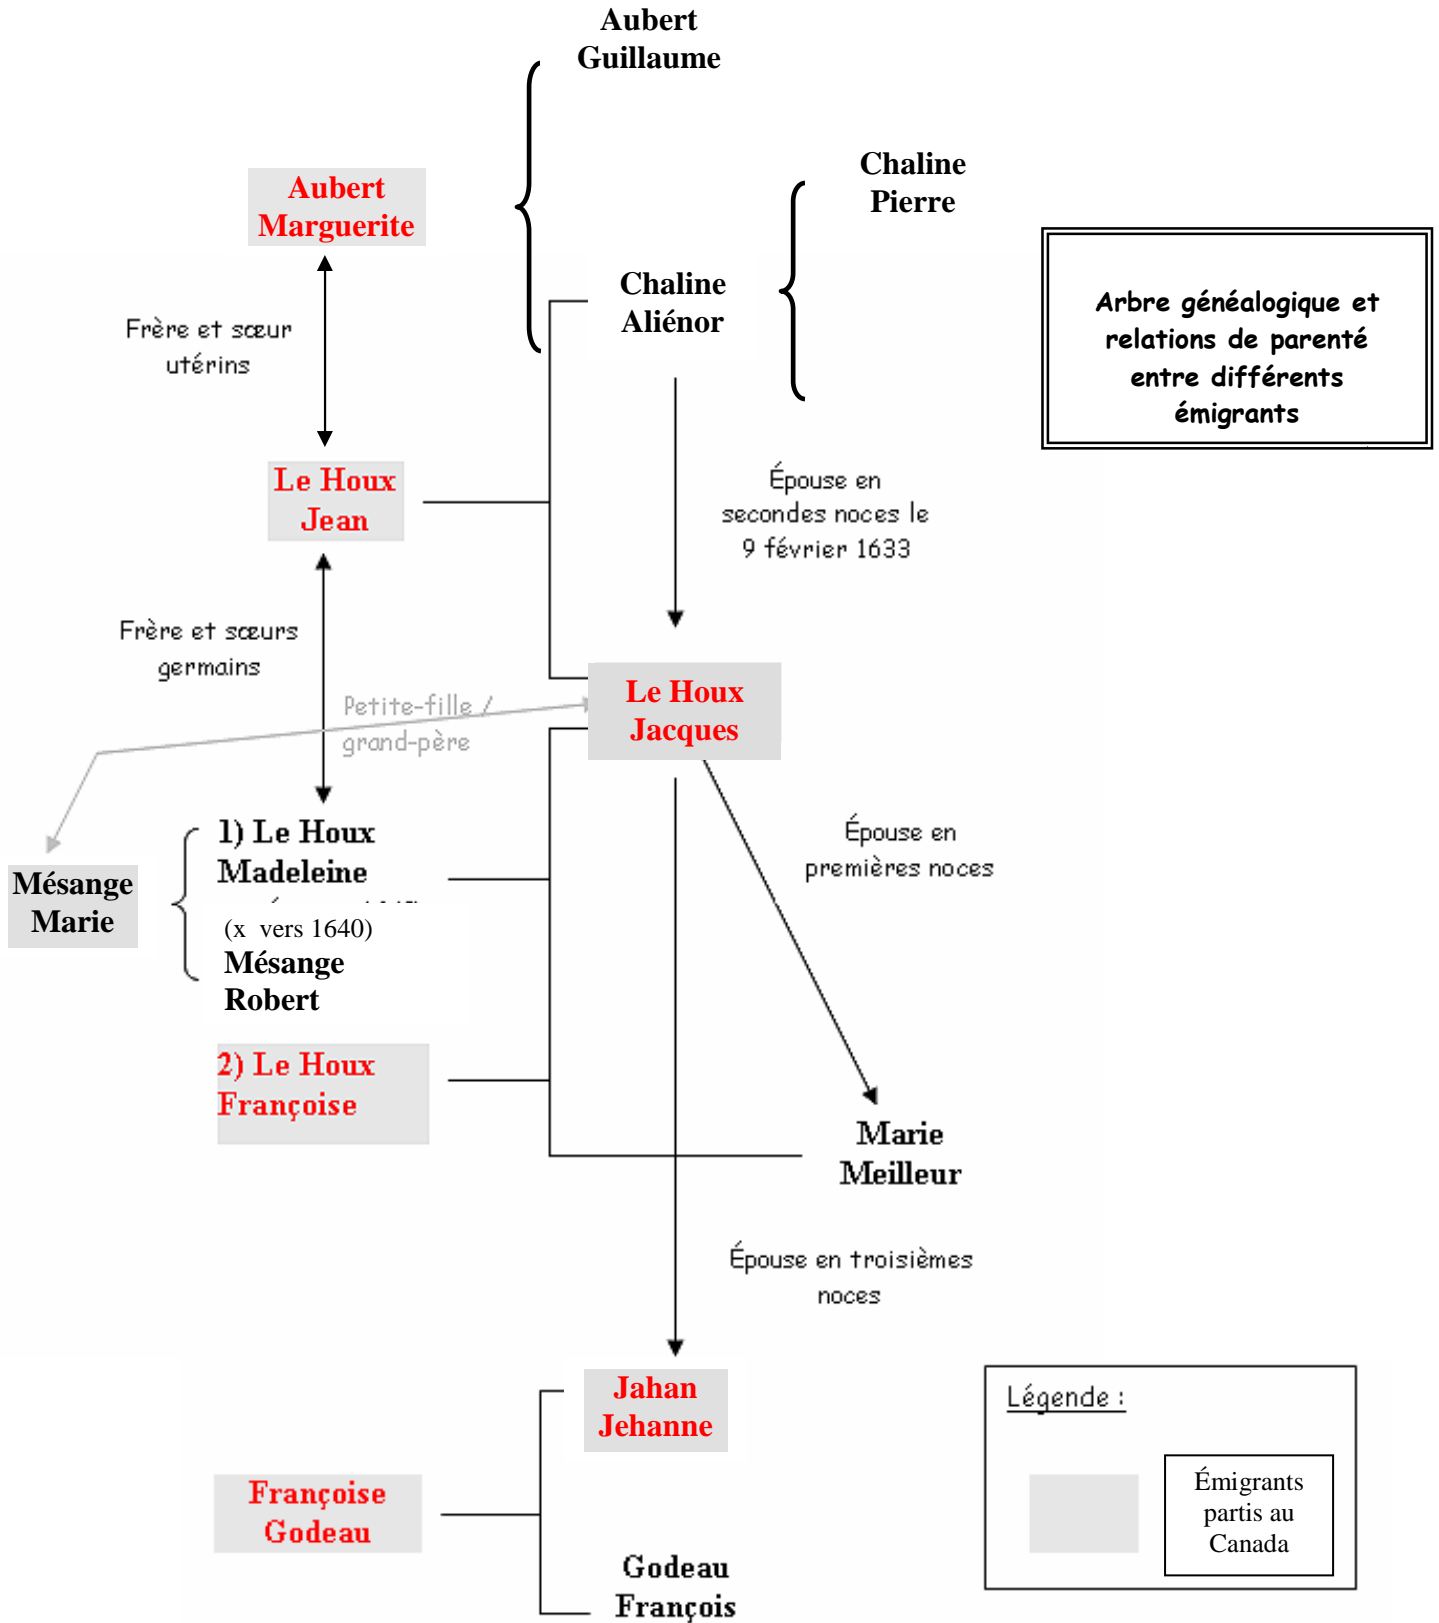 Aubert
Guillaume
Chaline
Pierre
Aubert
Marguerite
Chaline
Aliénor
Arbre généalogique et
relations de parenté
entre différents
émigrants
Frère et sœur
utérins
Le Houx
Jean
Épouse en
secondes noces le
9 février 1633
Frère et sœurs
germains
Petite-fille /
grand-père
Le Houx
Jacques
1) Le Houx
Madeleine
(x vers 1640)
Mésange
Robert
Mésange
Marie
Épouse en
premières noces
2) Le Houx
Françoise
Marie
Meilleur
Épouse en troisièmes
noces
Jahan
Jehanne
Françoise
Godeau
Godeau
François
Légende :
Émigrants
partis au
Canada